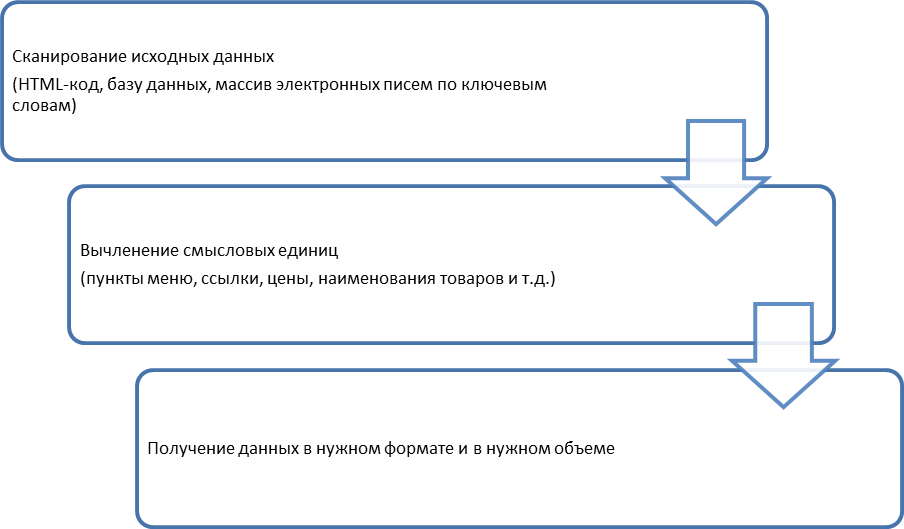 Сканирование исходных данных
(HTML-код, базу данных, массив электронных писем по ключевым
словам)
Вычленение смысловых единиц
(пункты меню, ссылки, цены, наименования товаров и т.д.)
Получение данных в нужном формате и в нужном объеме